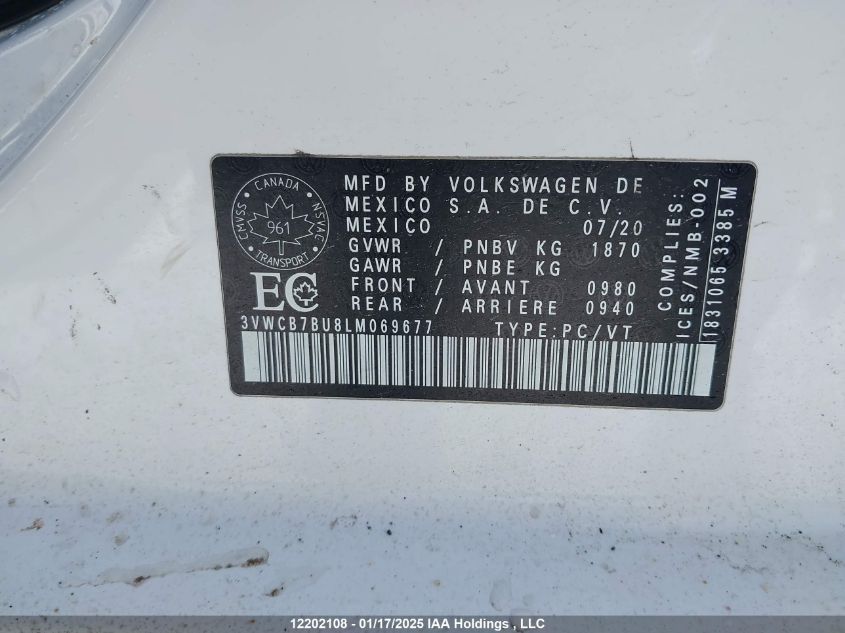 CANADA
CMVSS
NSVAC
961
TRANSPORT
EC
MFD BY VOLKSWAGEN DE
MEXICO S.A. DE C.V.
MEXICO 07/20
GVWR / PNBV KG 1870
GAWR / PNBE KG
FRONT / AVANT 0980
REAR / ARRIERE 0940
3VWCB7BU8LM069677 TYPE:PC/VT
COMPLIES:
ICES/NMB-002
1831065 3385 M
12202108 - 01/17/2025 IAA Holdings , LLC